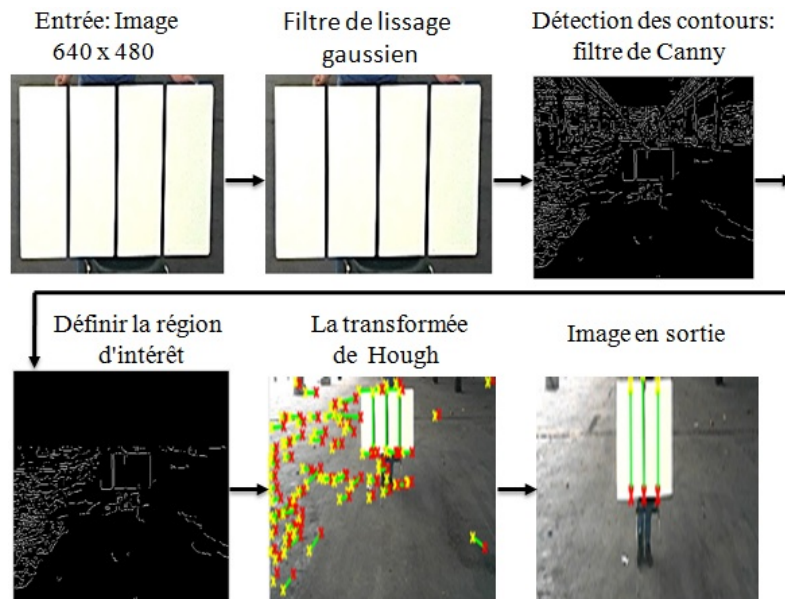 Entrée: Image
640 x 480
Filtre de lissage
gaussien
Détection des contours:
filtre de Canny
Définir la région
d'intérêt
La transformée
de Hough
Image en sortie